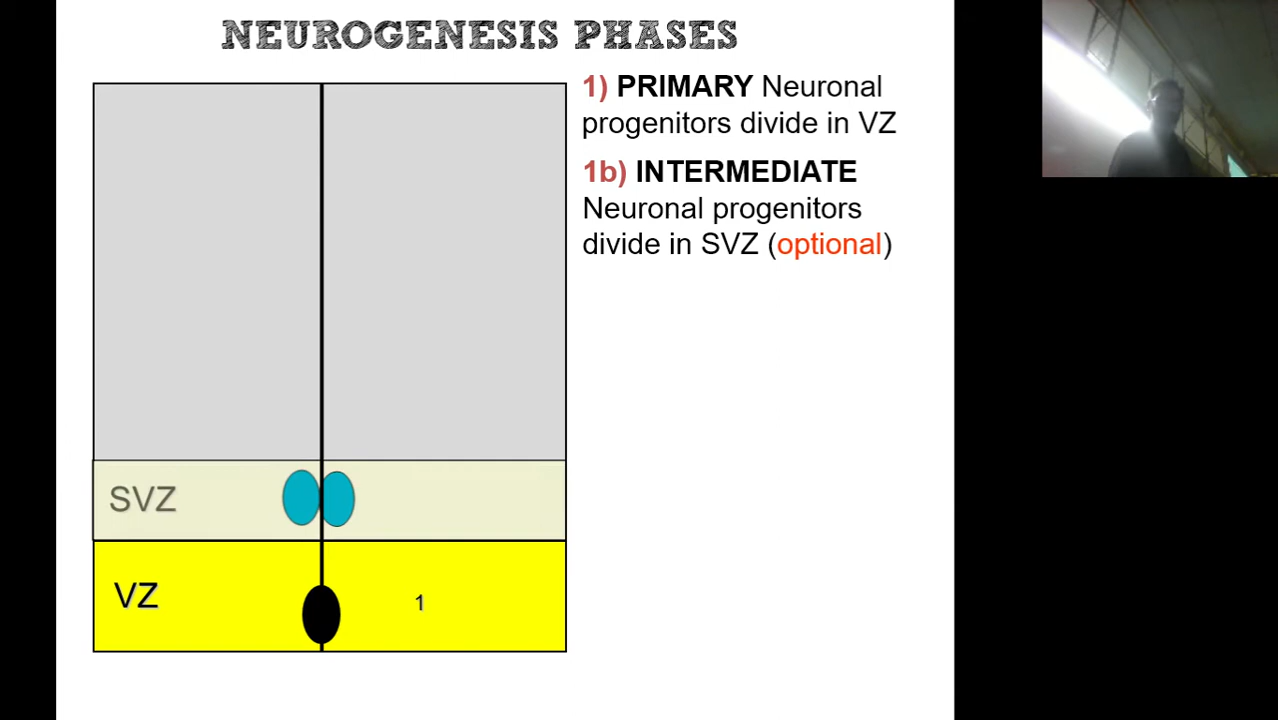 NEUROGENESIS PHASES
1) PRIMARY Neuronal
progenitors divide in VZ
1b) INTERMEDIATE
Neuronal progenitors
divide in SVZ (optional)
SVZ
VZ
1